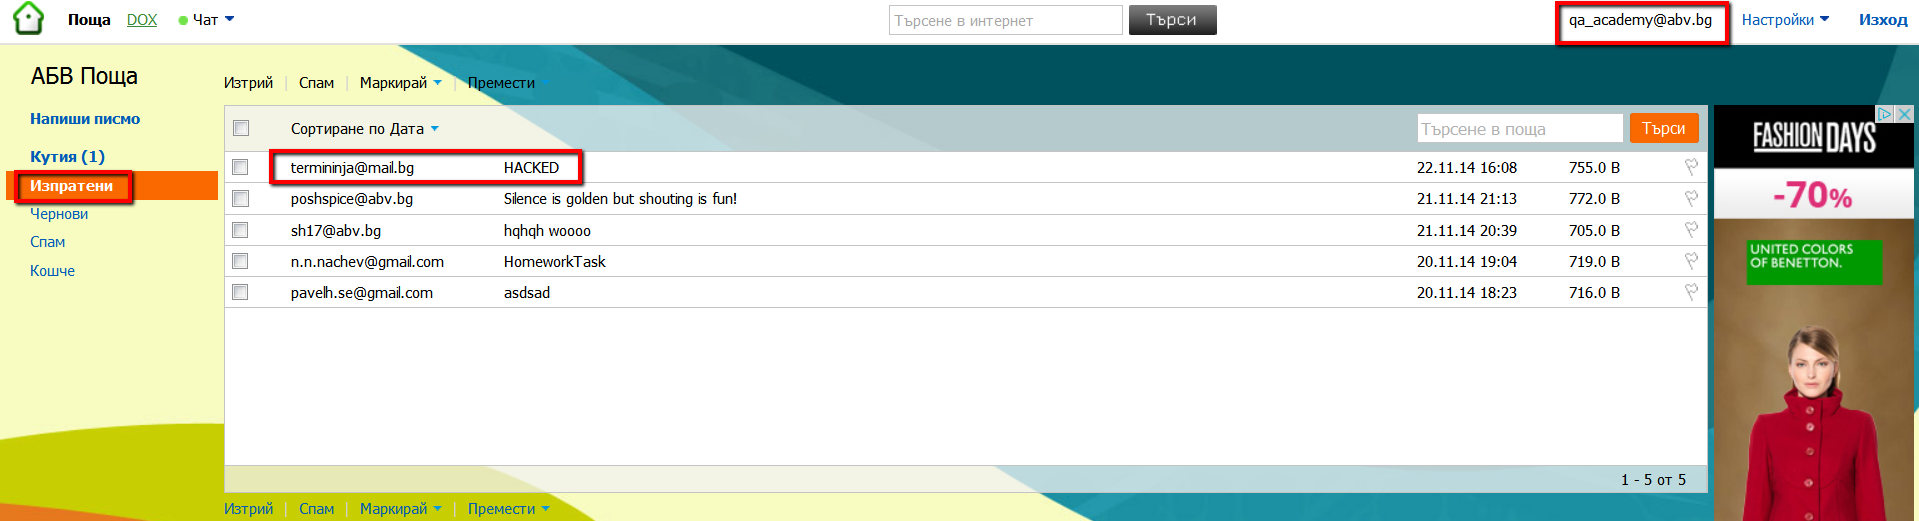 Поща DOX Чат Търсене в интернет Търси qa_academy@abv.bg Настройки Изход
АБВ Поща
Напиши писмо
Кутия (1)
Изпратени
Чернови
Спам
Кошче
Изтрий | Спам | Маркирай | Премести
Сортиране по Дата Търсене в поща Търси
termininja@mail.bg HACKED 22.11.14 16:08 755.0 B
poshspice@abv.bg Silence is golden but shouting is fun! 21.11.14 21:13 772.0 B
sh17@abv.bg hqhqh woooo 21.11.14 20:39 705.0 B
n.n.nachev@gmail.com HomeworkTask 20.11.14 19:04 719.0 B
pavelh.se@gmail.com asdsad 20.11.14 18:23 716.0 B
1 - 5 от 5
Изтрий | Спам | Маркирай | Премести
FASHION DAYS
-70%
UNITED COLORS
OF BENETTON.